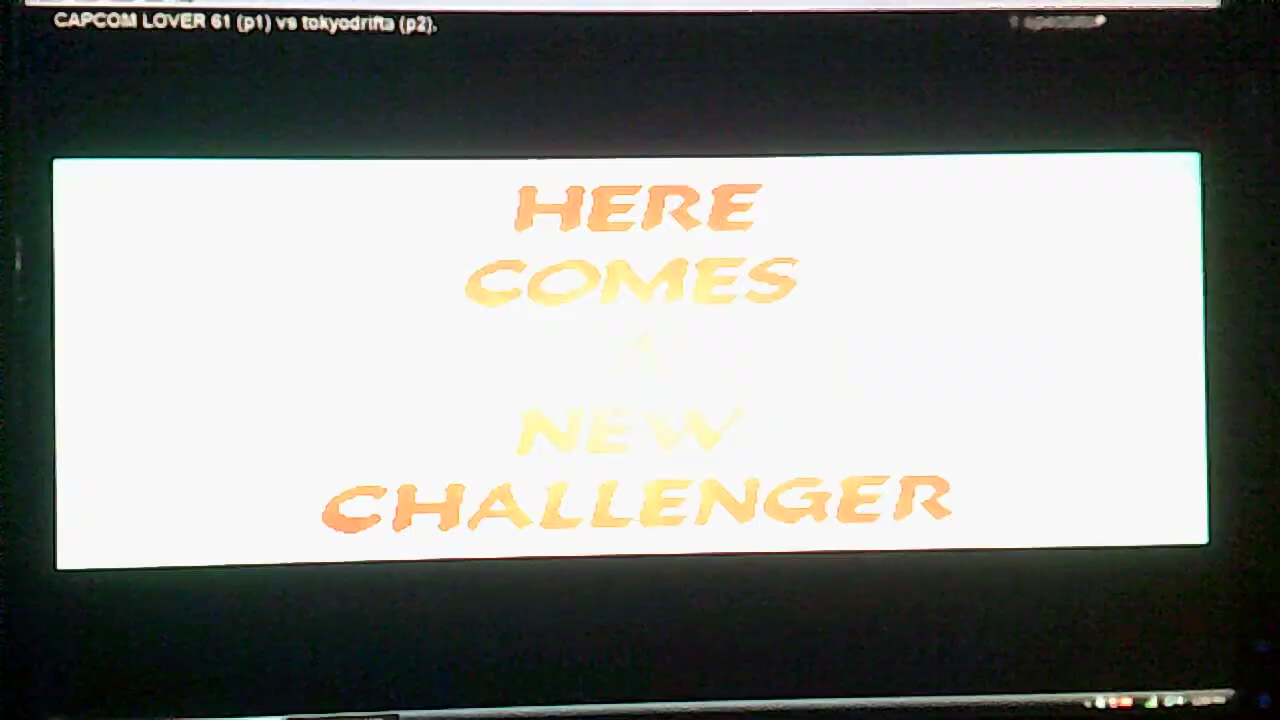 CAPCOM LOVER 61 (p1) vs tokyodrifta (p2).
HERE
COMES
A
NEW
CHALLENGER